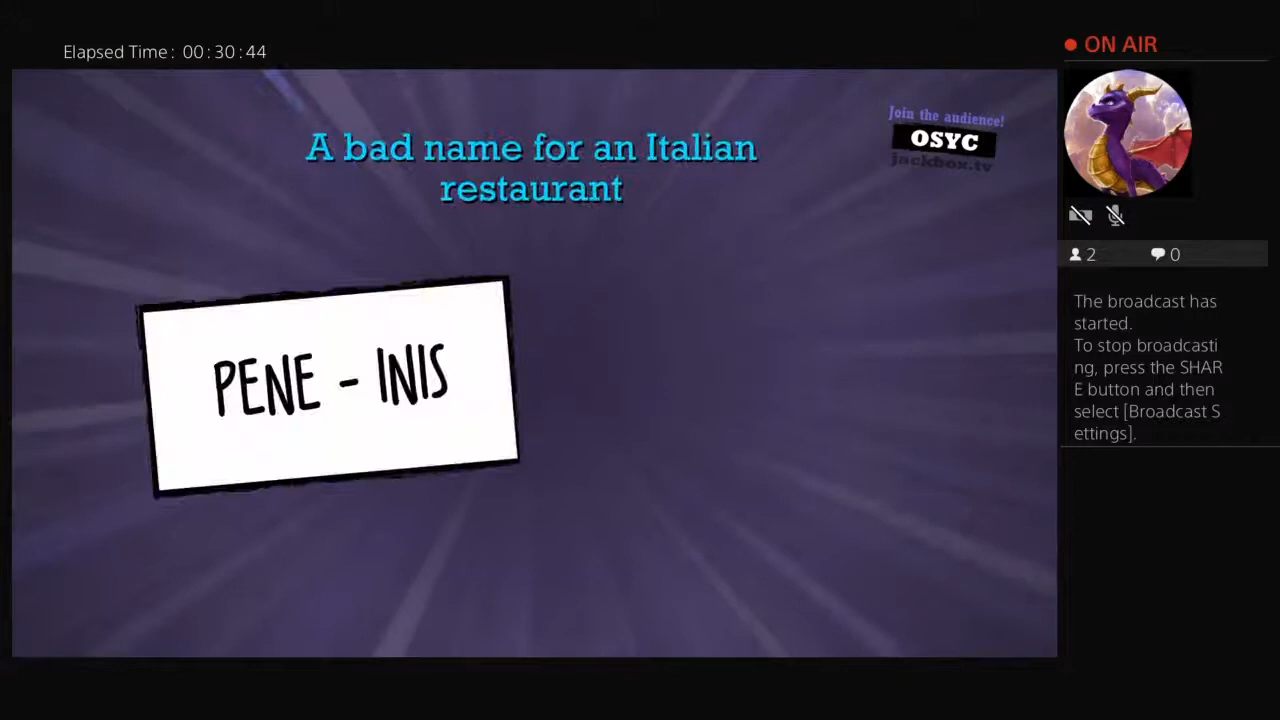 Elapsed Time: 00:30:44
ON AIR
A bad name for an Italian
restaurant
Join the audience!
OSYC
jackbox.tv
PENE - INIS
2
0
The broadcast has
started.
To stop broadcasti
ng, press the SHAR
E button and then
select [Broadcast S
ettings].